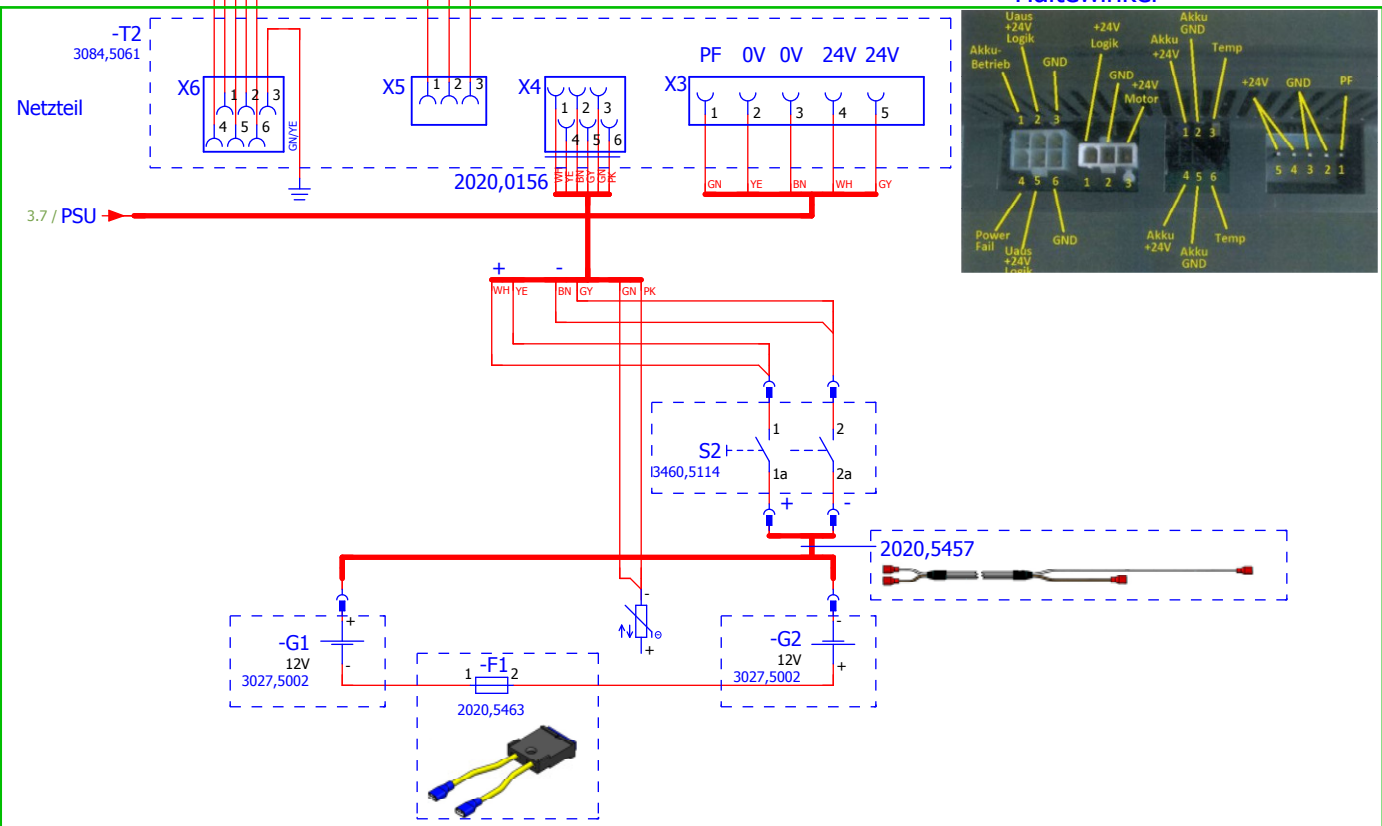 Haltewinkel
-T2
3084,5061
Netzteil
X6
1 2 3
4 5 6
GN/YE
X5
1 2 3
X4
1 2 3
4 5 6
WH YE BN GY GN PK
2020,0156
PF 0V 0V 24V 24V
X3
1 2 3 4 5
GN YE BN WH GY
Uaus
+24V
Logik
Akku-
Betrieb
GND
1 2 3
4 5 6
Power
Fail
Uaus
+24V
Logik
GND
+24V
Logik
GND
+24V
Motor
1 2 3
Akku
+24V
Akku
GND
Temp
1 2 3
4 5 6
Akku
+24V
Akku
GND
Temp
+24V
GND
PF
5 4 3 2 1
3.7 / PSU
+ -
WH YE BN GY GN PK
1 2
S2
3460,5114
1a 2a
+ -
2020,5457
+
-G1
12V
-
3027,5002
-
+
1 -F1 2
2020,5463
-
-G2
12V
+
3027,5002